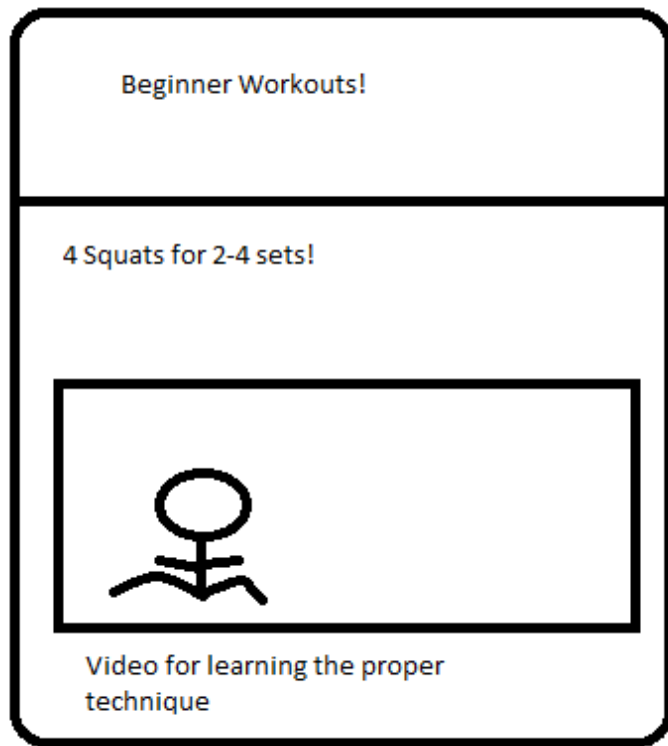 Beginner Workouts!
4 Squats for 2-4 sets!
Video for learning the proper
technique